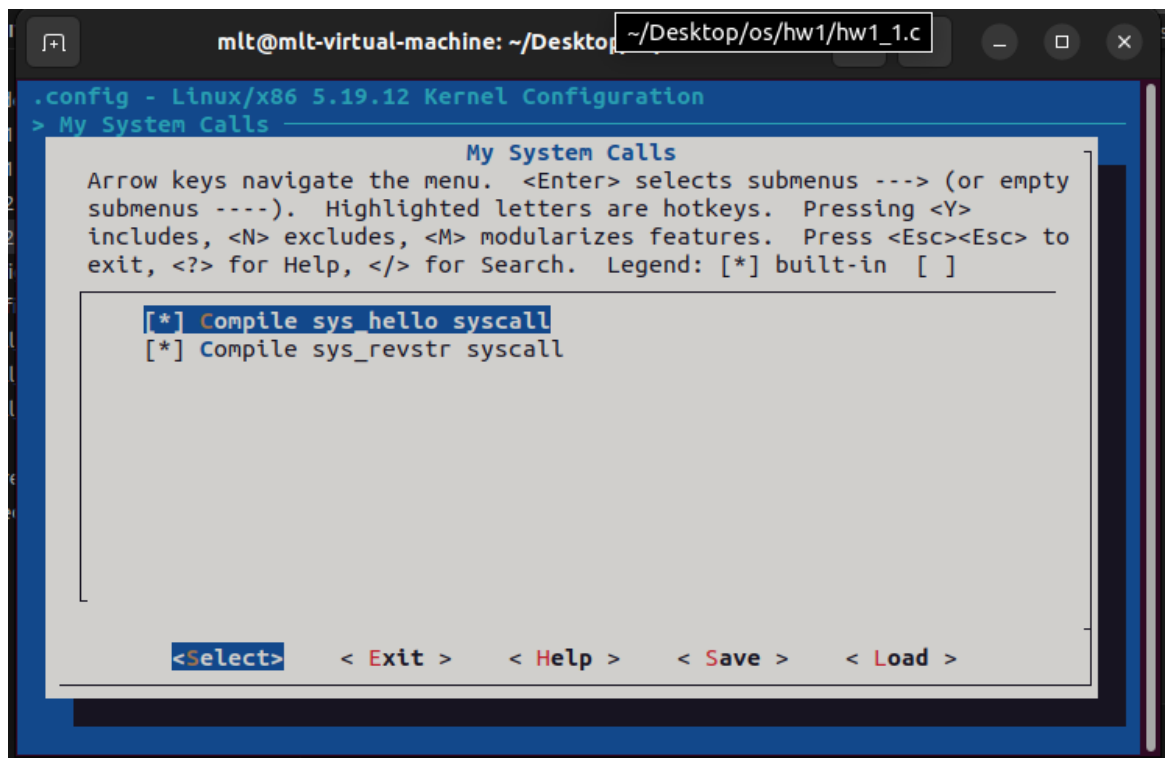 mlt@mlt-virtual-machine: ~/Deskto
~/Desktop/os/hw1/hw1_1.c
.config - Linux/x86 5.19.12 Kernel Configuration
> My System Calls
My System Calls
Arrow keys navigate the menu.  <Enter> selects submenus ---> (or empty
submenus ----).  Highlighted letters are hotkeys.  Pressing <Y>
includes, <N> excludes, <M> modularizes features.  Press <Esc><Esc> to
exit, <?> for Help, </> for Search.  Legend: [*] built-in  [ ]
[*] Compile sys_hello syscall
[*] Compile sys_revstr syscall
<Select>    < Exit >    < Help >    < Save >    < Load >